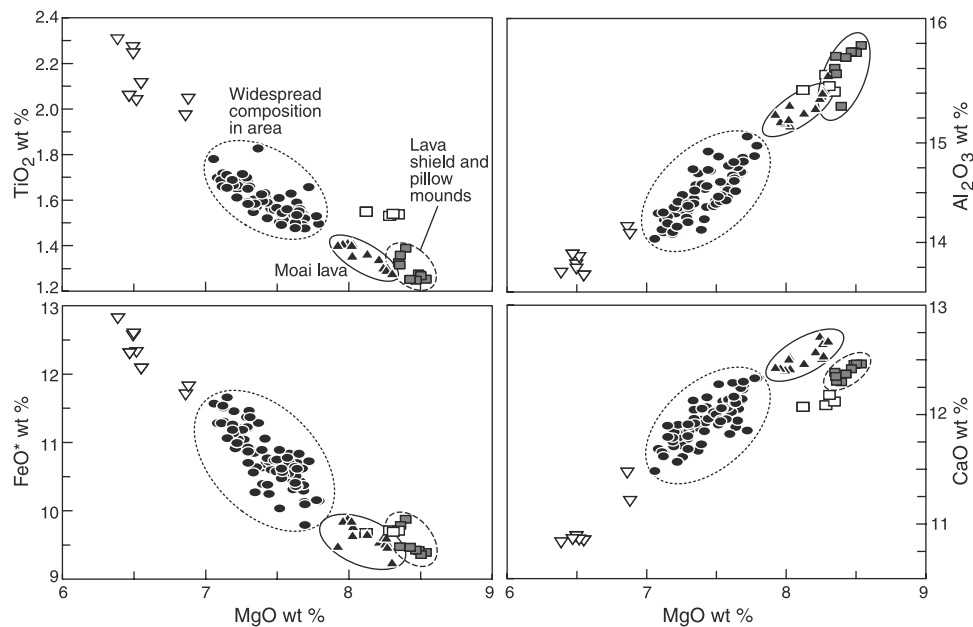 2.4
2.2
2.0
1.8
1.6
1.4
1.2
TiO2 wt %
Widespread
composition
in area
Lava
shield and
pillow
mounds
Moai lava
16
15
14
13
Al2O3 wt %
13
12
11
10
9
FeO* wt %
6
7
8
9
MgO wt %
13
12
11
CaO wt %
6
7
8
9
MgO wt %